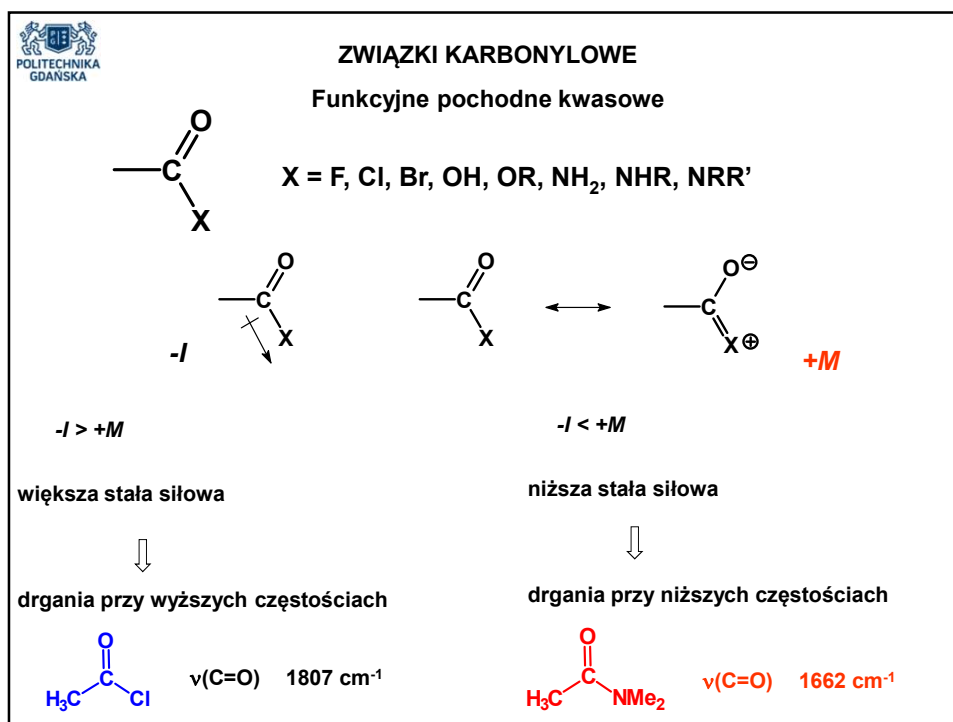 POLITECHNIKA
GDAŃSKA
ZWIĄZKI KARBONYLOWE
Funkcyjne pochodne kwasowe
O
C
X
X = F, Cl, Br, OH, OR, NH₂, NHR, NRR’
O
C
X
-I
O
C
X
O⊖
C
X⊕
+M
-I > +M
-I < +M
większa stała siłowa
niższa stała siłowa
drgania przy wyższych częstościach
drgania przy niższych częstościach
O
C
H₃C Cl
ν(C=O) 1807 cm⁻¹
O
C
H₃C NMe₂
ν(C=O) 1662 cm⁻¹